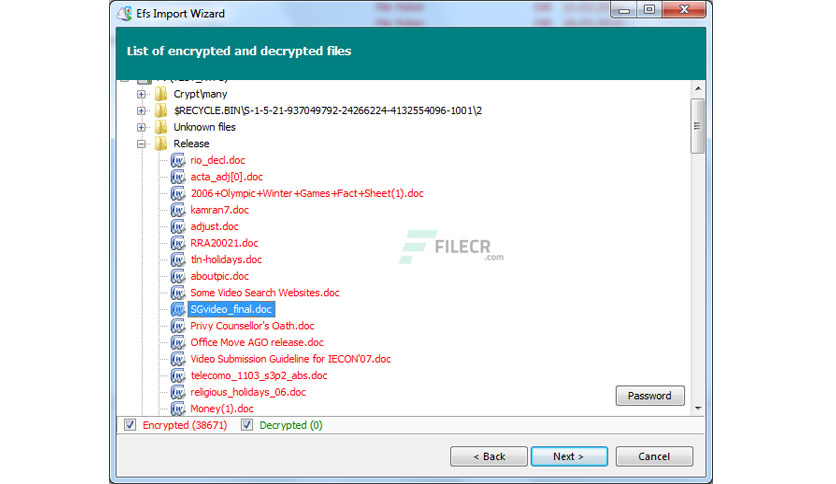 Efs Import Wizard
List of encrypted and decrypted files
Crypt\many
$RECYCLE.BIN\S-1-5-21-937049792-24266224-4132554096-1001\2
Unknown files
Release
rio_decl.doc
acta_adj[0].doc
2006+Olympic+Winter+Games+Fact+Sheet(1).doc
kamran7.doc
adjust.doc
RRA20021.doc
tln-holidays.doc
aboutpic.doc
Some Video Search Websites.doc
SGvideo_final.doc
Privy Counsellor's Oath.doc
Office Move AGO release.doc
Video Submission Guideline for IECON'07.doc
telecomo_1103_s3p2_abs.doc
religious_holidays_06.doc
Money(1).doc
FILECR
.com
Password
Encrypted (38671) Decrypted (0)
< Back Next > Cancel